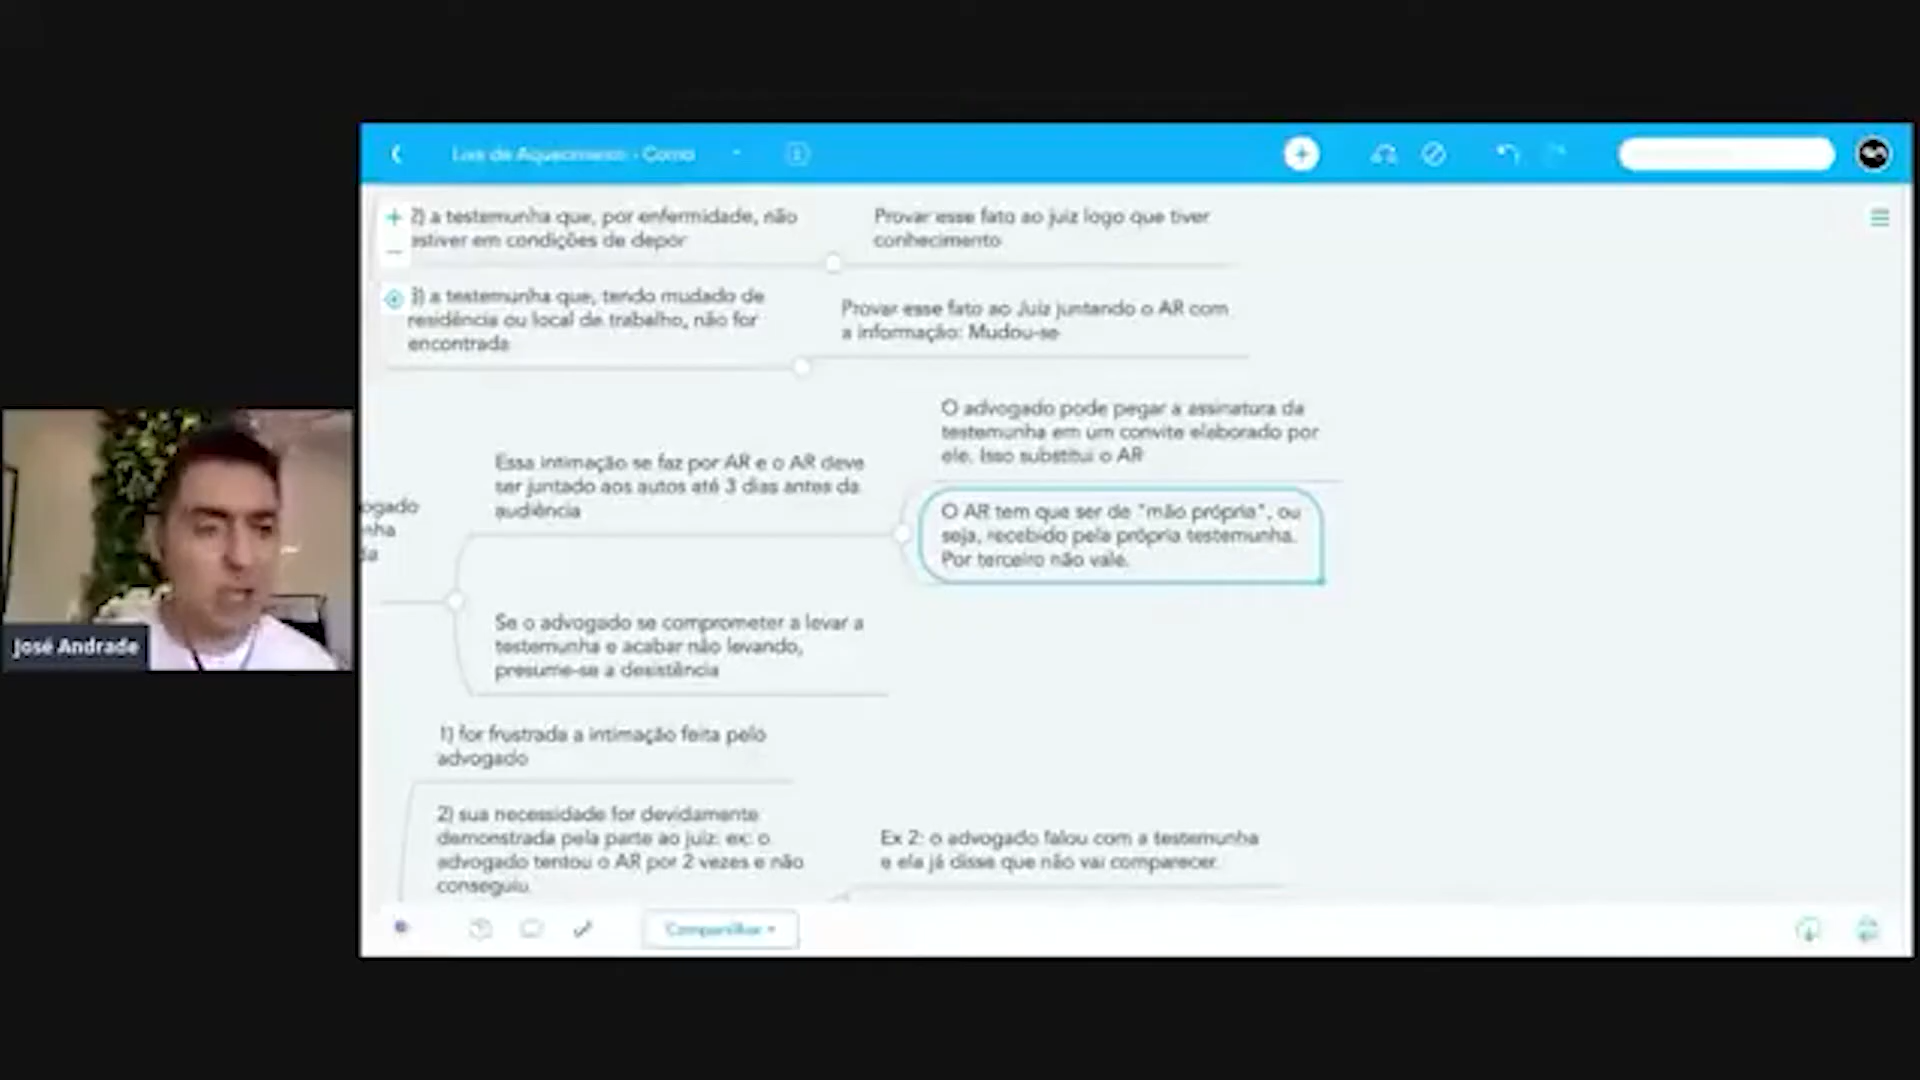 Live de Aquecimento - Como
2) a testemunha que, por enfermidade, não
estiver em condições de depor
Provar esse fato ao juiz logo que tiver
conhecimento
3) a testemunha que, tendo mudado de
residência ou local de trabalho, não for
encontrada
Provar esse fato ao Juiz juntando o AR com
a informação: Mudou-se
O advogado pode pegar a assinatura da
testemunha em um convite elaborado por
ele. Isso substitui o AR
Essa intimação se faz por AR e o AR deve
ser juntado aos autos até 3 dias antes da
audiência
ogado
nha
da
O AR tem que ser de "mão própria", ou
seja, recebido pela própria testemunha.
Por terceiro não vale.
Se o advogado se comprometer a levar a
testemunha e acabar não levando,
presume-se a desistência
José Andrade
1) for frustrada a intimação feita pelo
advogado
2) sua necessidade for devidamente
demonstrada pela parte ao juiz: ex: o
advogado tentou o AR por 2 vezes e não
conseguiu
Ex 2: o advogado falou com a testemunha
e ela já disse que não vai comparecer.
Compartilhar